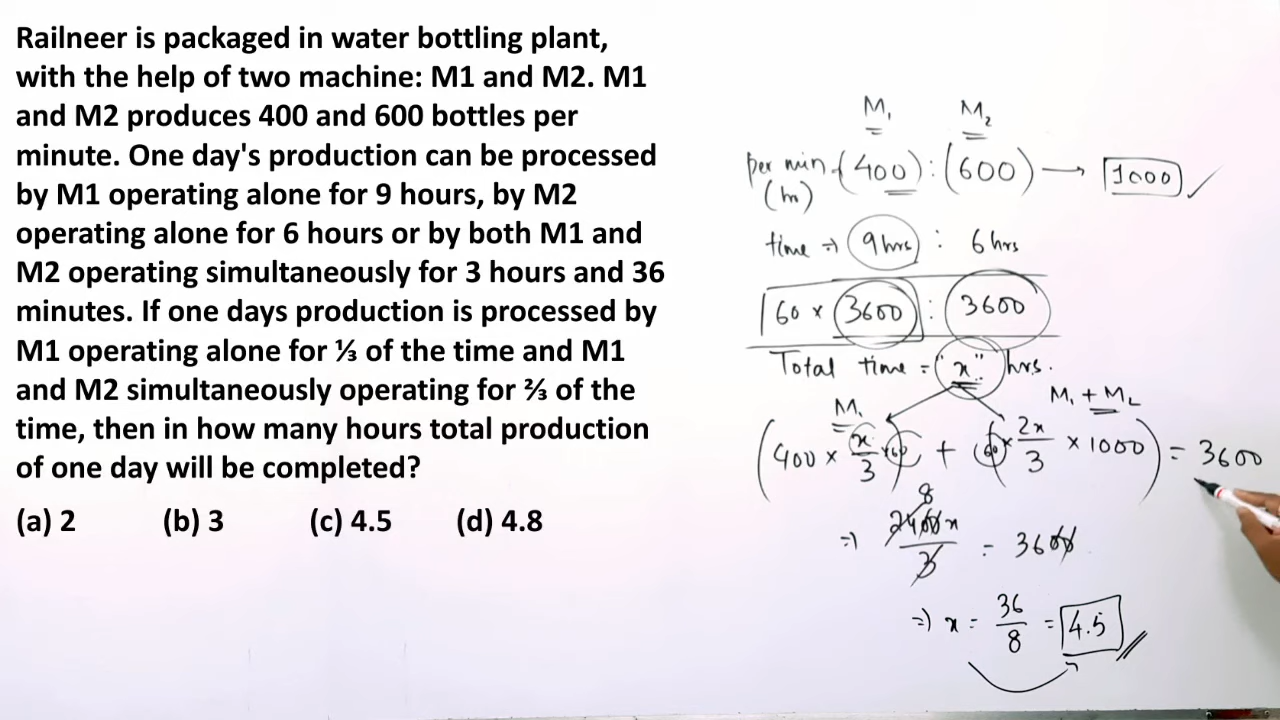 Railneer is packaged in water bottling plant,
with the help of two machine: M1 and M2. M1
and M2 produces 400 and 600 bottles per
minute. One day's production can be processed
by M1 operating alone for 9 hours, by M2
operating alone for 6 hours or by both M1 and
M2 operating simultaneously for 3 hours and 36
minutes. If one days production is processed by
M1 operating alone for ⅓ of the time and M1
and M2 simultaneously operating for ⅔ of the
time, then in how many hours total production
of one day will be completed?
(a) 2 (b) 3 (c) 4.5 (d) 4.8
M₁ M₂
per min (400) : (600) → 1000 ✓
(hr)
time ⇒ 9hrs : 6hrs
60 × 3600 : 3600
Total time = "x" hrs.
M₁ M₁ + M₂
(400 × x/3 × 60 + 60 × 2x/3 × 1000) = 3600
8
⇒ 2400x/3 = 3600
⇒ x = 36/8 = 4.5